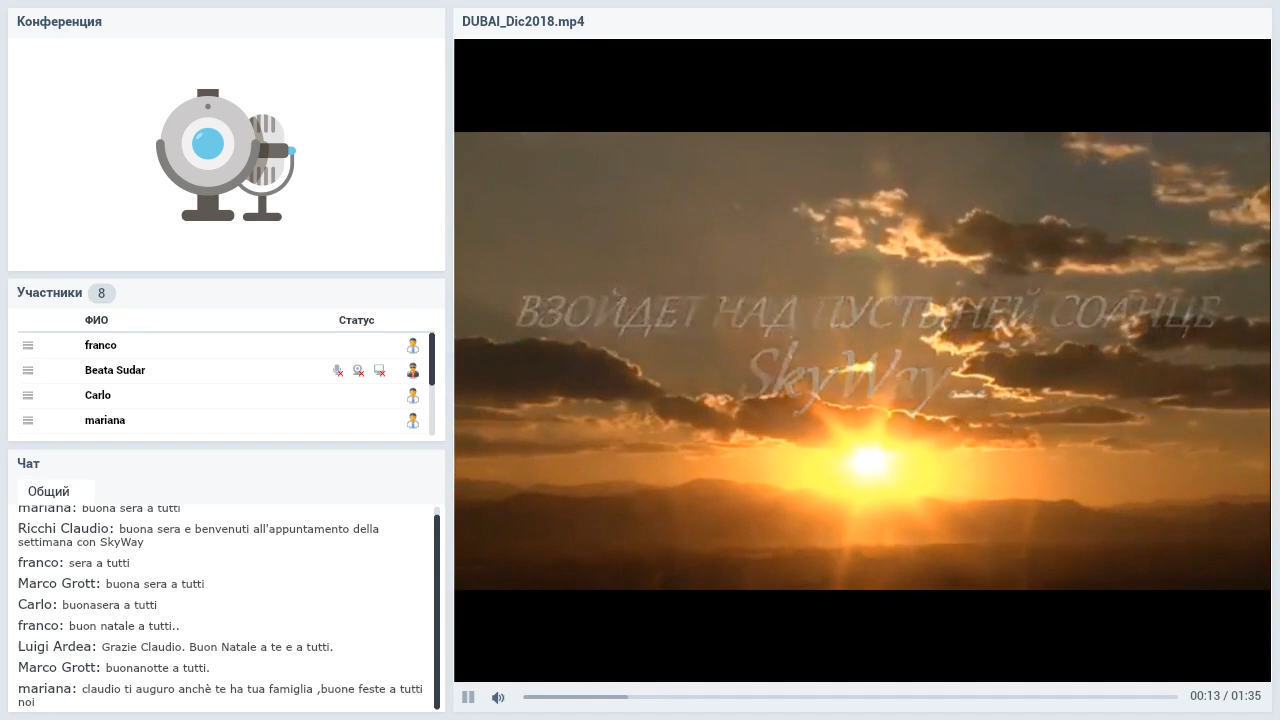 Конференция
Участники 8
ФИО Статус
franco
Beata Sudar
Carlo
mariana
Чат
Общий
mariana: buona sera a tutti
Ricchi Claudio: buona sera e benvenuti all'appuntamento della
settimana con SkyWay
franco: sera a tutti
Marco Grott: buona sera a tutti
Carlo: buonasera a tutti
franco: buon natale a tutti..
Luigi Ardea: Grazie Claudio. Buon Natale a te e a tutti.
Marco Grott: buonanotte a tutti.
mariana: claudio ti auguro anchè te ha tua famiglia ,buone feste a tutti
noi
DUBAI_Dic2018.mp4
ВЗОЙДЕТ НАД ПУСТЫНЕЙ СОЛНЦЕ
SkyWay...
00:13 / 01:35